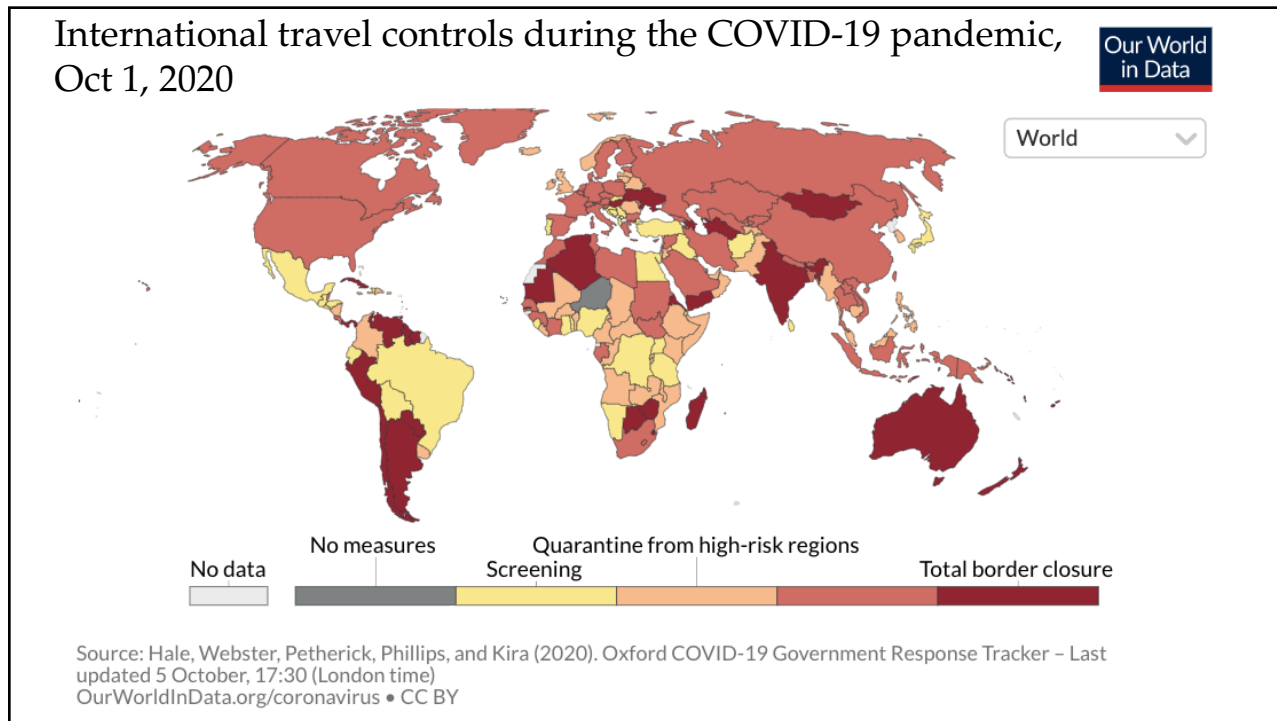 International travel controls during the COVID-19 pandemic,
Oct 1, 2020
Our World
in Data
World
No measures
Quarantine from high-risk regions
No data
Screening
Total border closure
Source: Hale, Webster, Petherick, Phillips, and Kira (2020). Oxford COVID-19 Government Response Tracker – Last
updated 5 October, 17:30 (London time)
OurWorldInData.org/coronavirus • CC BY